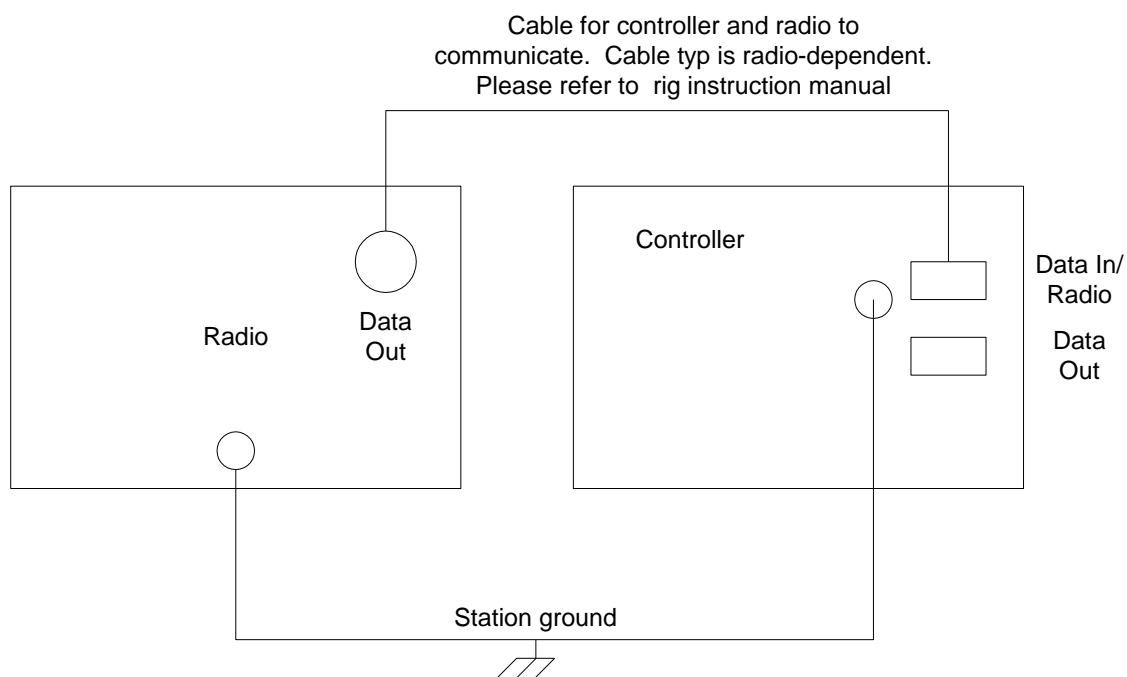 Cable for controller and radio to
communicate.  Cable typ is radio-dependent.
Please refer to  rig instruction manual
Controller
Data In/
Radio
Radio
Data
Out
Data
Out
Station ground